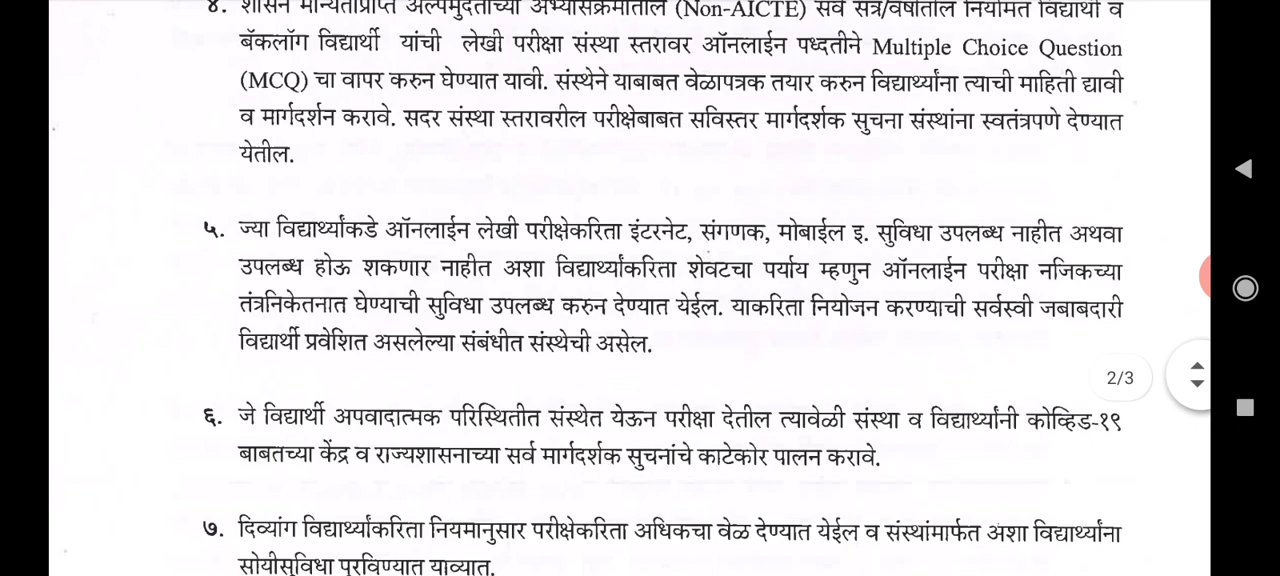 ४. शासन मान्यताप्राप्त अल्पमुदतीच्या अभ्यासक्रमातील (Non-AICTE) सर्व सत्र/वर्षातील नियमित विद्यार्थी व
बॅकलॉग विद्यार्थी यांची लेखी परीक्षा संस्था स्तरावर ऑनलाईन पध्दतीने Multiple Choice Question
(MCQ) चा वापर करुन घेण्यात यावी. संस्थेने याबाबत वेळापत्रक तयार करुन विद्यार्थ्यांना त्याची माहिती द्यावी
व मार्गदर्शन करावे. सदर संस्था स्तरावरील परीक्षेबाबत सविस्तर मार्गदर्शक सुचना संस्थांना स्वतंत्रपणे देण्यात
येतील.
५. ज्या विद्यार्थ्यांकडे ऑनलाईन लेखी परीक्षेकरिता इंटरनेट, संगणक, मोबाईल इ. सुविधा उपलब्ध नाहीत अथवा
उपलब्ध होऊ शकणार नाहीत अशा विद्यार्थ्यांकरिता शेवटचा पर्याय म्हणुन ऑनलाईन परीक्षा नजिकच्या
तंत्रनिकेतनात घेण्याची सुविधा उपलब्ध करुन देण्यात येईल. याकरिता नियोजन करण्याची सर्वस्वी जबाबदारी
विद्यार्थी प्रवेशित असलेल्या संबंधीत संस्थेची असेल.
2/3
६. जे विद्यार्थी अपवादात्मक परिस्थितीत संस्थेत येऊन परीक्षा देतील त्यावेळी संस्था व विद्यार्थ्यांनी कोव्हिड-१९
बाबतच्या केंद्र व राज्यशासनाच्या सर्व मार्गदर्शक सुचनांचे काटेकोर पालन करावे.
७. दिव्यांग विद्यार्थ्यांकरिता नियमानुसार परीक्षेकरिता अधिकचा वेळ देण्यात येईल व संस्थांमार्फत अशा विद्यार्थ्यांना
सोयीसुविधा पुरविण्यात याव्यात.